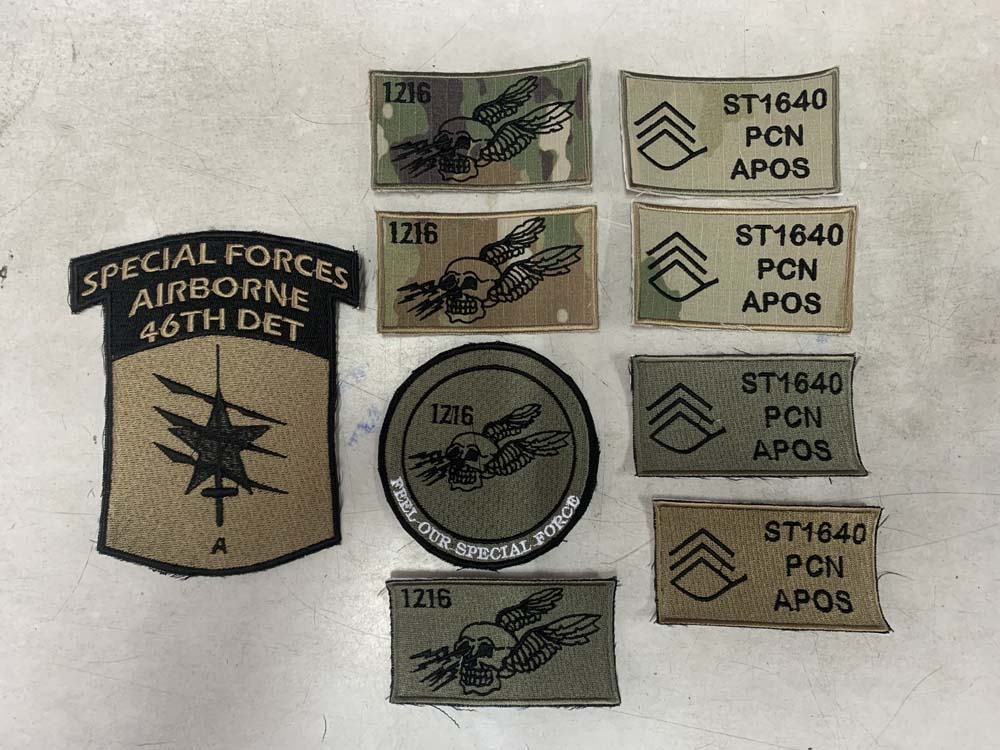 SPECIAL FORCES
AIRBORNE
46TH DET
A
1216
1216
1216
FEEL OUR SPECIAL FORCE
1216
ST1640
PCN
APOS
ST1640
PCN
APOS
ST1640
PCN
APOS
ST1640
PCN
APOS